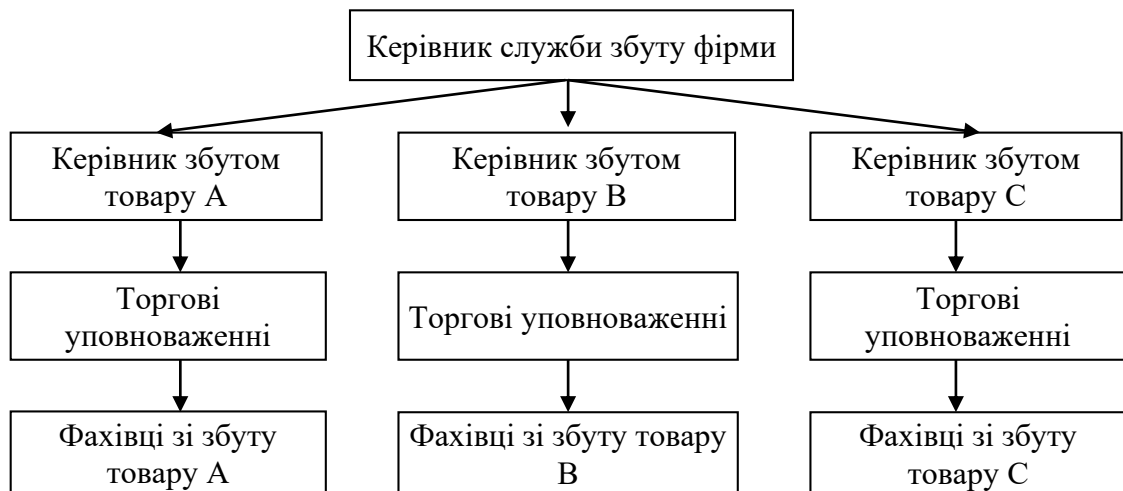 Керівник служби збуту фірми
Керівник збутом
товару А
Керівник збутом
товару В
Керівник збутом
товару С
Торгові
уповноваженні
Торгові уповноваженні
Торгові
уповноваженні
Фахівці зі збуту
товару А
Фахівці зі збуту товару
В
Фахівці зі збуту
товару С